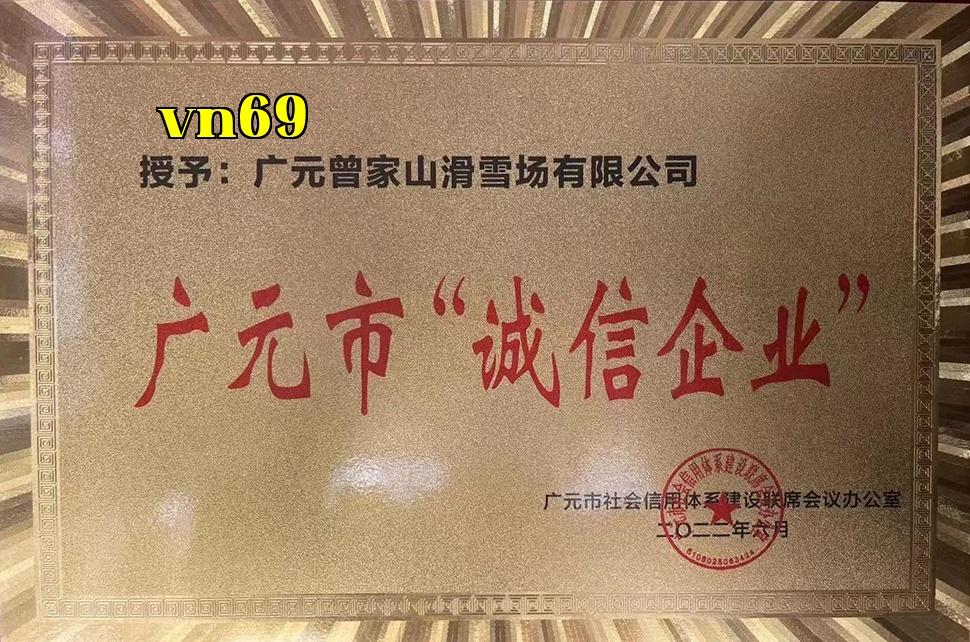 vn69
授予：广元曾家山滑雪场有限公司
广元市“诚信企业”
广元市社会信用体系建设联席会议办公室
二〇二二年六月
5108025063424